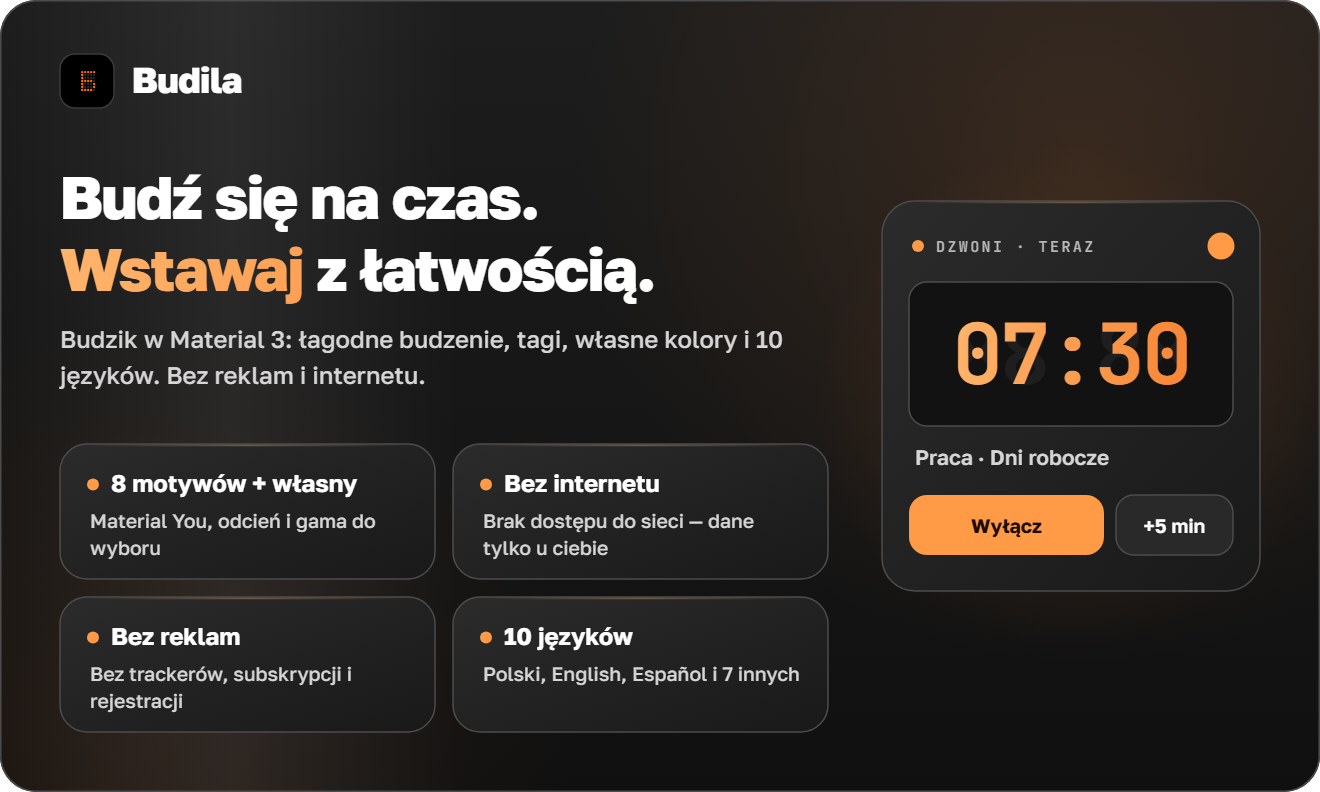 Budila
Budź się na czas.
Wstawaj z łatwością.
Budzik w Material 3: łagodne budzenie, tagi, własne kolory i 10
języków. Bez reklam i internetu.
8 motywów + własny
Material You, odcień i gama do
wyboru
Bez internetu
Brak dostępu do sieci — dane
tylko u ciebie
Bez reklam
Bez trackerów, subskrypcji i
rejestracji
10 języków
Polski, English, Español i 7 innych
DZWONI · TERAZ
07:30
Praca · Dni robocze
Wyłącz
+5 min